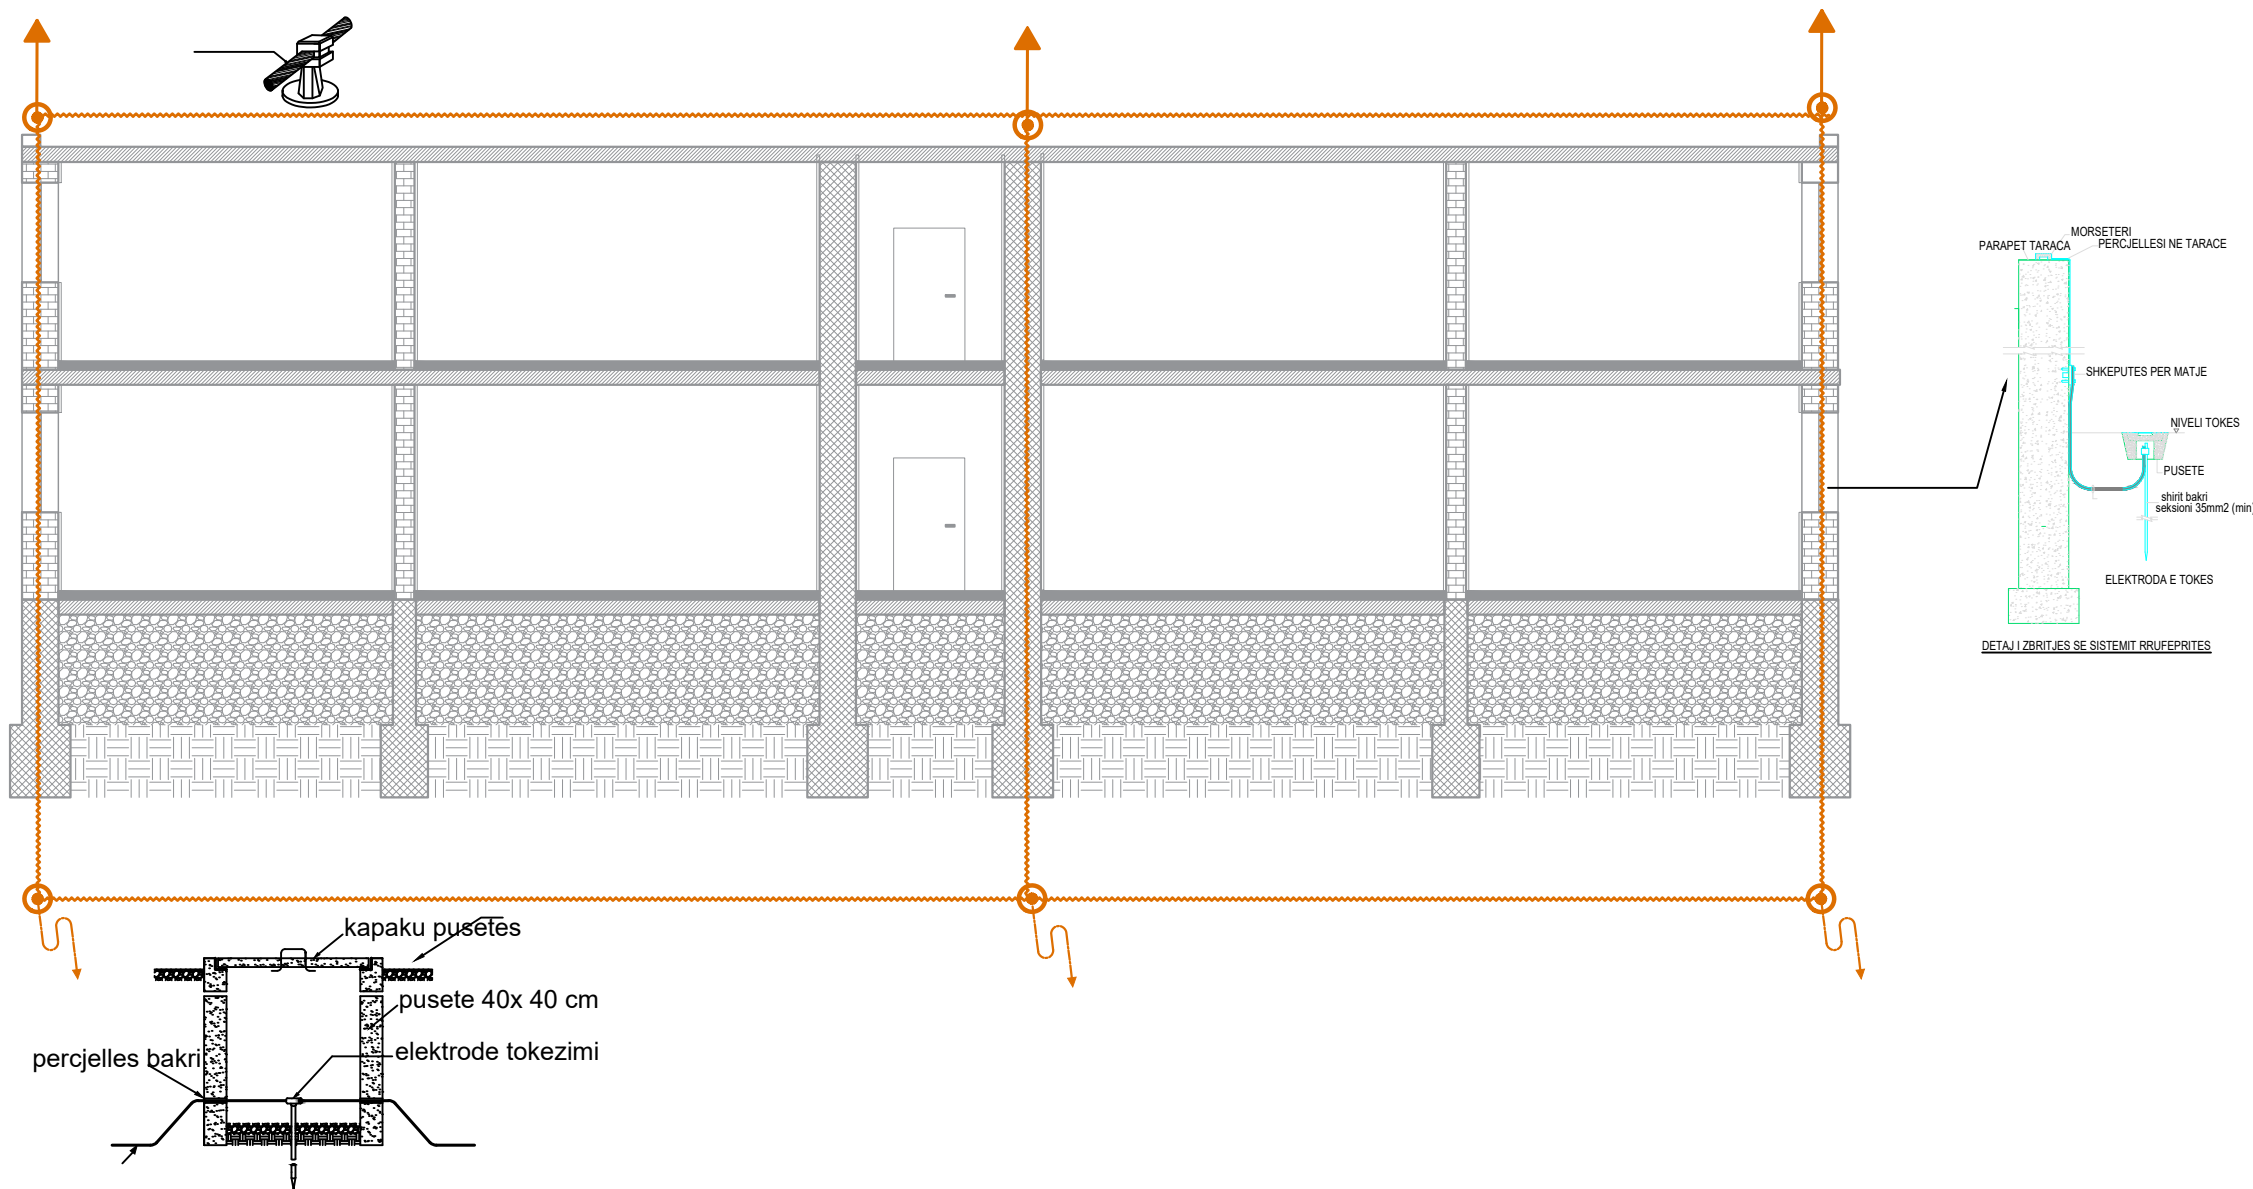 MORSETERI
PARAPET TARACA
PERCJELLESI NE TARACE
SHKEPUTES PER MATJE
NIVELI TOKES
PUSETE
shirit bakri
seksioni 35mm2 (min)
ELEKTRODA E TOKES
DETAJ I ZBRITJES SE SISTEMIT RRUFEPRITES
kapaku pusetes
pusete 40x 40 cm
elektrode tokezimi
percjelles bakri